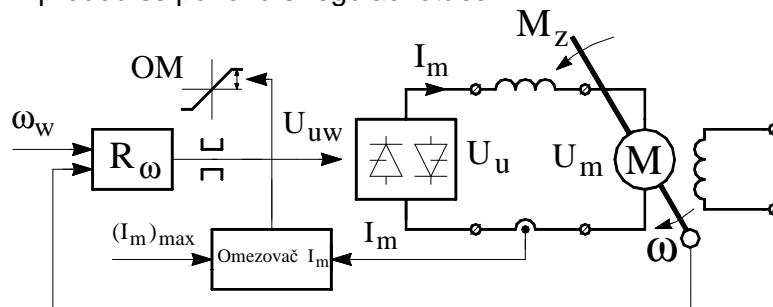 OM
I_m
M_z
ω_w
R_ω
U_uw
U_u
U_m
M
(I_m)_max
Omezovač I_m
I_m
ω